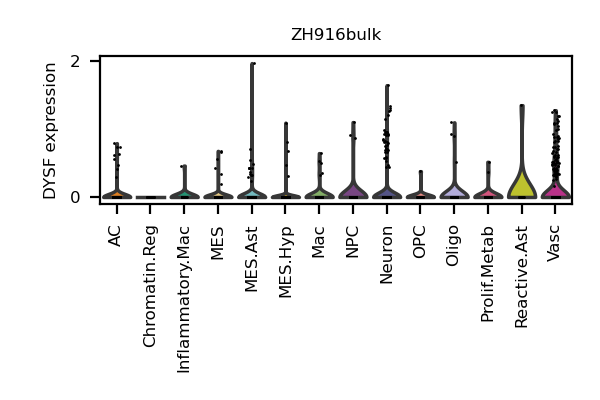 ZH916bulk
DYSF expression
2
0
AC
Chromatin.Reg
Inflammatory.Mac
MES
MES.Ast
MES.Hyp
Mac
NPC
Neuron
OPC
Oligo
Prolif.Metab
Reactive.Ast
Vasc